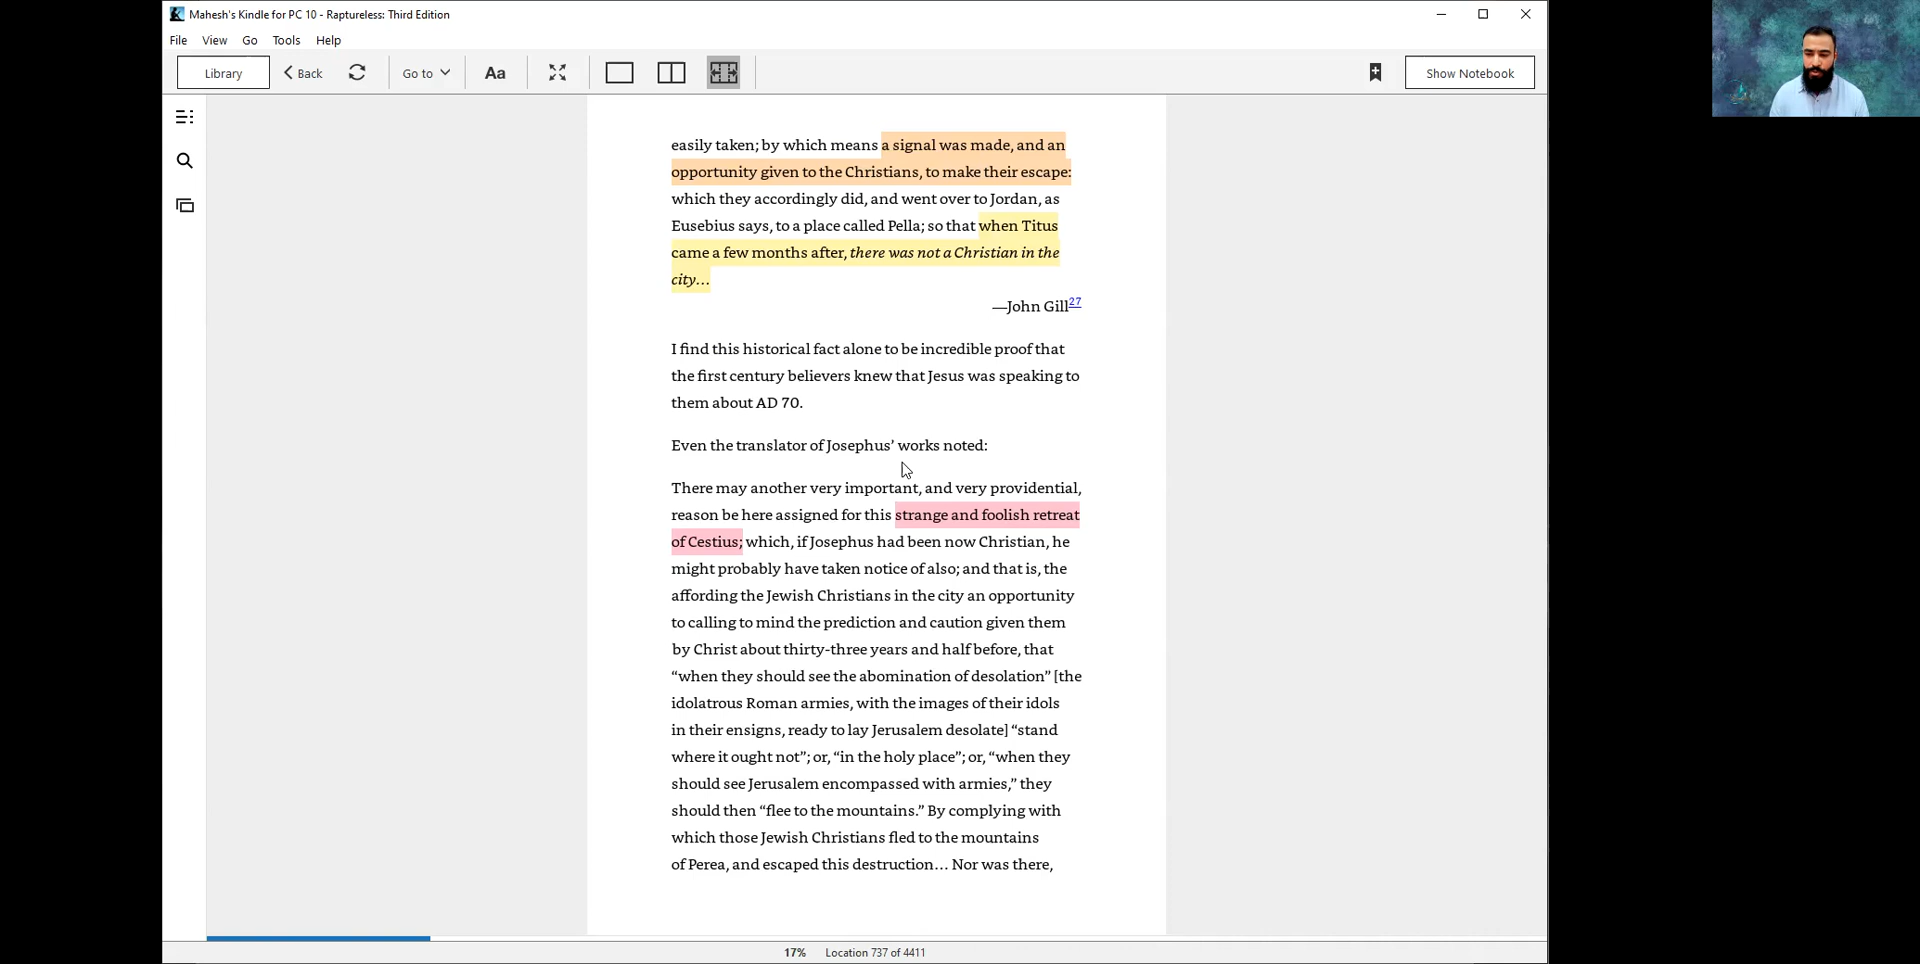 Mahesh's Kindle for PC 10 - Raptureless: Third Edition
File View Go Tools Help
Library Back Go to Aa Show Notebook
easily taken; by which means a signal was made, and an
opportunity given to the Christians, to make their escape:
which they accordingly did, and went over to Jordan, as
Eusebius says, to a place called Pella; so that when Titus
came a few months after, there was not a Christian in the
city…
—John Gill27
I find this historical fact alone to be incredible proof that
the first century believers knew that Jesus was speaking to
them about AD 70.
Even the translator of Josephus’ works noted:
There may another very important, and very providential,
reason be here assigned for this strange and foolish retreat
of Cestius; which, if Josephus had been now Christian, he
might probably have taken notice of also; and that is, the
affording the Jewish Christians in the city an opportunity
to calling to mind the prediction and caution given them
by Christ about thirty-three years and half before, that
“when they should see the abomination of desolation” [the
idolatrous Roman armies, with the images of their idols
in their ensigns, ready to lay Jerusalem desolate] “stand
where it ought not”; or, “in the holy place”; or, “when they
should see Jerusalem encompassed with armies,” they
should then “flee to the mountains.” By complying with
which those Jewish Christians fled to the mountains
of Perea, and escaped this destruction… Nor was there,
17% Location 737 of 4411